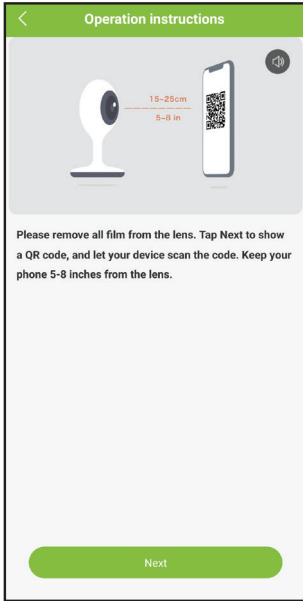 Operation instructions
15~25cm
5~8 in
Please remove all film from the lens. Tap Next to show
a QR code, and let your device scan the code. Keep your
phone 5-8 inches from the lens.
Next